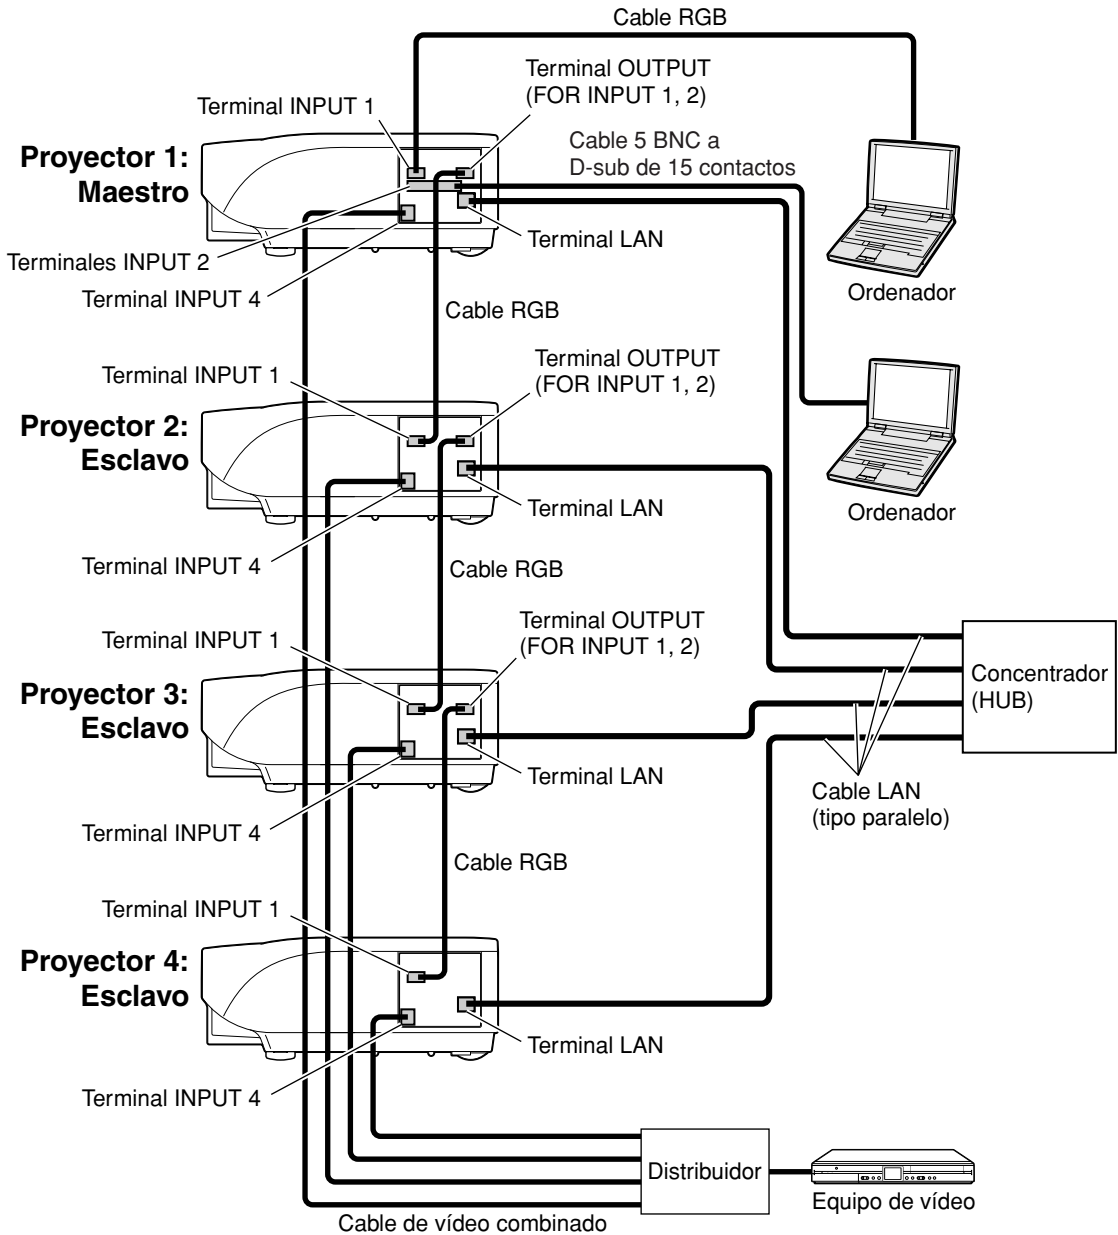 Cable RGB
Terminal OUTPUT
(FOR INPUT 1, 2)
Terminal INPUT 1
Cable 5 BNC a
D-sub de 15 contactos
Proyector 1:
Maestro
Terminal LAN
Terminales INPUT 2
Terminal INPUT 4
Ordenador
Cable RGB
Terminal OUTPUT
(FOR INPUT 1, 2)
Terminal INPUT 1
Proyector 2:
Esclavo
Terminal LAN
Ordenador
Terminal INPUT 4
Cable RGB
Terminal OUTPUT
(FOR INPUT 1, 2)
Terminal INPUT 1
Concentrador
(HUB)
Proyector 3:
Esclavo
Terminal LAN
Cable LAN
(tipo paralelo)
Terminal INPUT 4
Cable RGB
Terminal INPUT 1
Proyector 4:
Esclavo
Terminal LAN
Terminal INPUT 4
Distribuidor
Equipo de vídeo
Cable de vídeo combinado